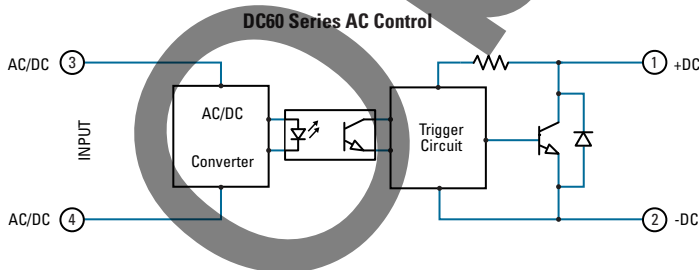 DC60 Series AC Control
AC/DC 3
1 +DC
AC/DC
Converter
Trigger
Circuit
INPUT
AC/DC 4
2 -DC